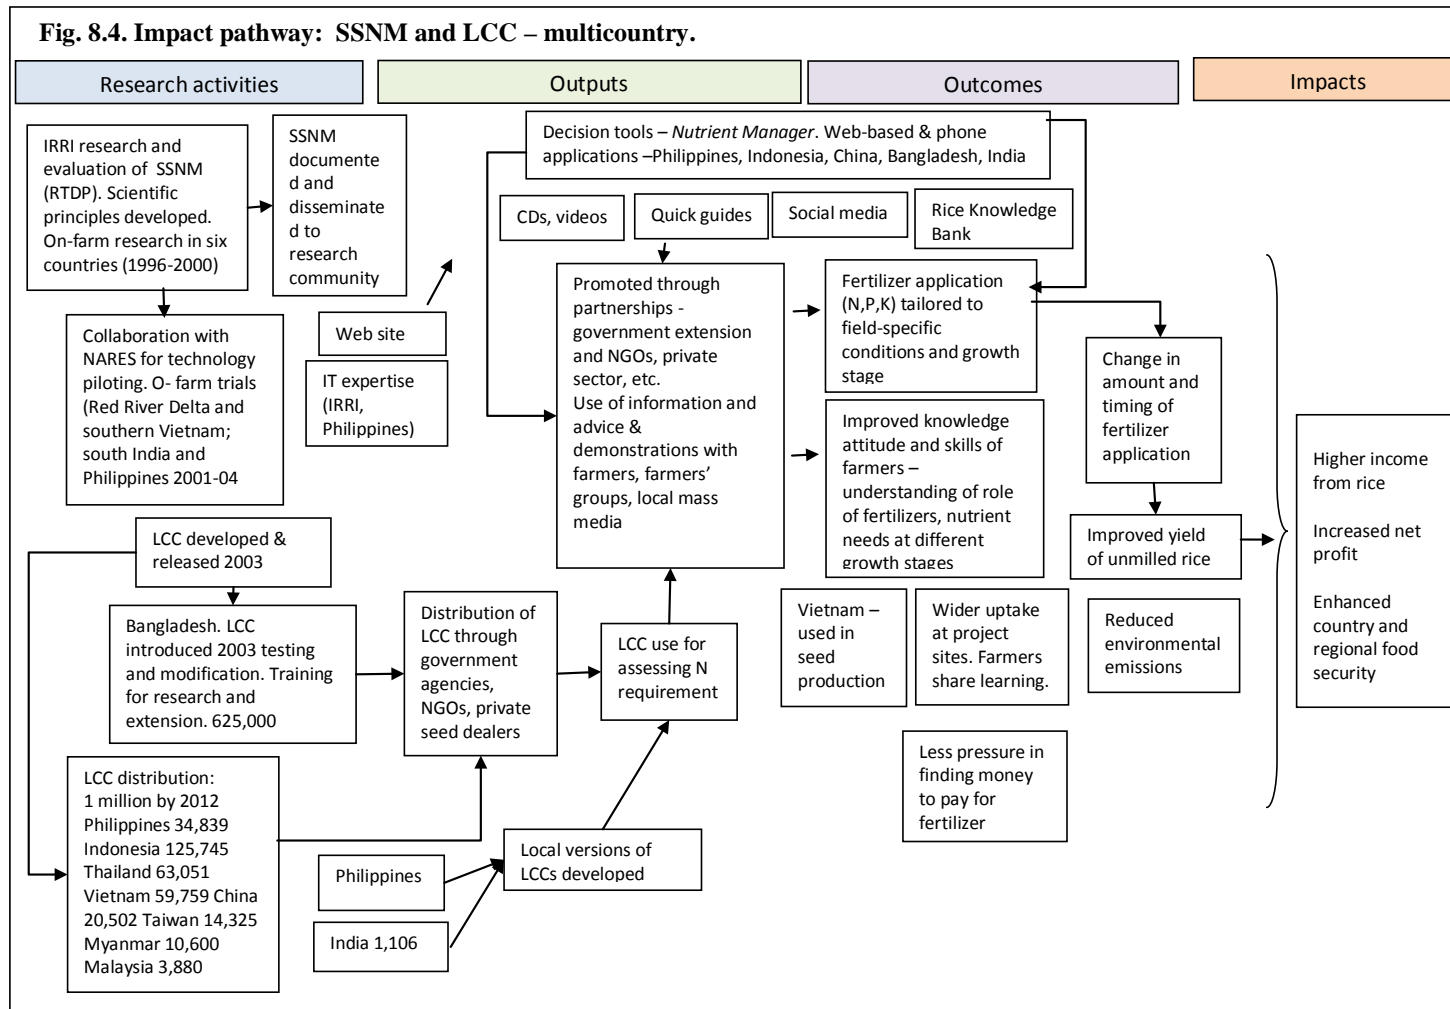 Fig. 8.4. Impact pathway:  SSNM and LCC – multicountry.
Research activities
Outputs
Outcomes
Impacts
IRRI research and
evaluation of  SSNM
(RTDP). Scientific
principles developed.
On-farm research in six
countries (1996-2000)
SSNM
documente
d and
disseminate
d to
research
community
Decision tools – Nutrient Manager. Web-based & phone
applications –Philippines, Indonesia, China, Bangladesh, India
CDs, videos
Quick guides
Social media
Rice Knowledge
Bank
Collaboration with
NARES for technology
piloting. O- farm trials
(Red River Delta and
southern Vietnam;
south India and
Philippines 2001-04
Web site
IT expertise
(IRRI,
Philippines)
Promoted through
partnerships -
government extension
and NGOs, private
sector, etc.
Use of information and
advice &
demonstrations with
farmers, farmers'
groups, local mass
media
Fertilizer application
(N,P,K) tailored to
field-specific
conditions and growth
stage
Improved knowledge
attitude and skills of
farmers –
understanding of role
of fertilizers, nutrient
needs at different
growth stages
Change in
amount and
timing of
fertilizer
application
Improved yield
of unmilled rice
Higher income
from rice
Increased net
profit
Enhanced
country and
regional food
security
LCC developed &
released 2003
Bangladesh. LCC
introduced 2003 testing
and modification. Training
for research and
extension. 625,000
Distribution of
LCC through
government
agencies,
NGOs, private
seed dealers
LCC use for
assessing N
requirement
Vietnam –
used in
seed
production
Wider uptake
at project
sites. Farmers
share learning.
Reduced
environmental
emissions
Less pressure in
finding money
to pay for
fertilizer
LCC distribution:
1 million by 2012
Philippines 34,839
Indonesia 125,745
Thailand 63,051
Vietnam 59,759 China
20,502 Taiwan 14,325
Myanmar 10,600
Malaysia 3,880
Philippines
India 1,106
Local versions of
LCCs developed